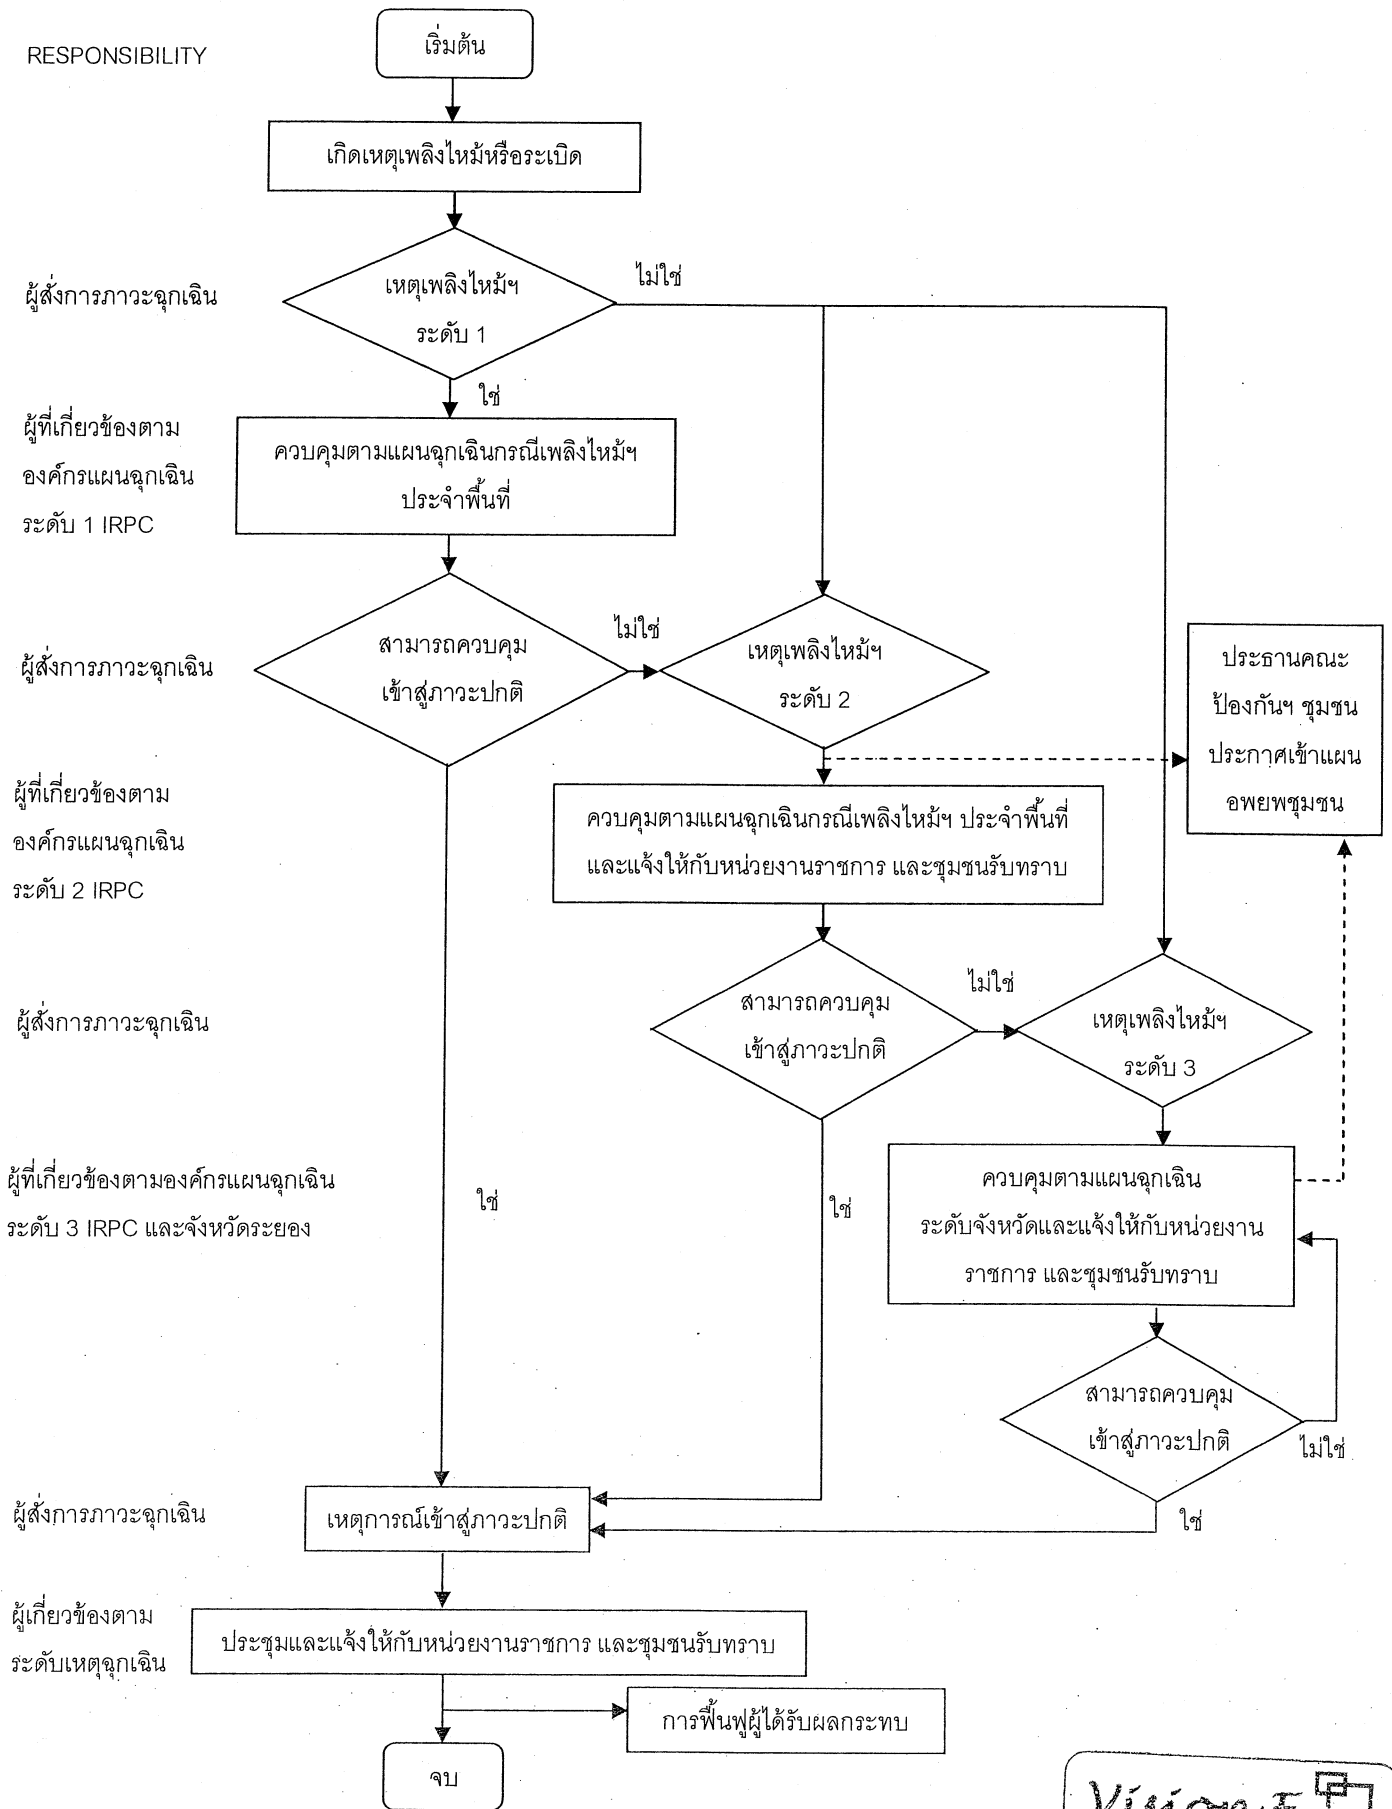 RESPONSIBILITY
เริ่มต้น
เกิดเหตุเพลิงไหม้หรือระเบิด
ผู้สั่งการภาวะฉุกเฉิน
เหตุเพลิงไหม้ฯ
ระดับ 1
ไม่ใช่
ใช่
ผู้ที่เกี่ยวข้องตาม
องค์กรแผนฉุกเฉิน
ระดับ 1 IRPC
ควบคุมตามแผนฉุกเฉินกรณีเพลิงไหม้ฯ
ประจำพื้นที่
ผู้สั่งการภาวะฉุกเฉิน
สามารถควบคุม
เข้าสู่ภาวะปกติ
ไม่ใช่
เหตุเพลิงไหม้ฯ
ระดับ 2
ประธานคณะ
ป้องกันฯ ชุมชน
ประกาศเข้าแผน
อพยพชุมชน
ผู้ที่เกี่ยวข้องตาม
องค์กรแผนฉุกเฉิน
ระดับ 2 IRPC
ควบคุมตามแผนฉุกเฉินกรณีเพลิงไหม้ฯ ประจำพื้นที่
และแจ้งให้กับหน่วยงานราชการ และชุมชนรับทราบ
ผู้สั่งการภาวะฉุกเฉิน
สามารถควบคุม
เข้าสู่ภาวะปกติ
ไม่ใช่
เหตุเพลิงไหม้ฯ
ระดับ 3
ผู้ที่เกี่ยวข้องตามองค์กรแผนฉุกเฉิน
ระดับ 3 IRPC และจังหวัดระยอง
ใช่
ใช่
ควบคุมตามแผนฉุกเฉิน
ระดับจังหวัดและแจ้งให้กับหน่วยงาน
ราชการ และชุมชนรับทราบ
สามารถควบคุม
เข้าสู่ภาวะปกติ
ไม่ใช่
ใช่
ผู้สั่งการภาวะฉุกเฉิน
เหตุการณ์เข้าสู่ภาวะปกติ
ผู้เกี่ยวข้องตาม
ระดับเหตุฉุกเฉิน
ประชุมและแจ้งให้กับหน่วยงานราชการ และชุมชนรับทราบ
การฟื้นฟูผู้ได้รับผลกระทบ
จบ